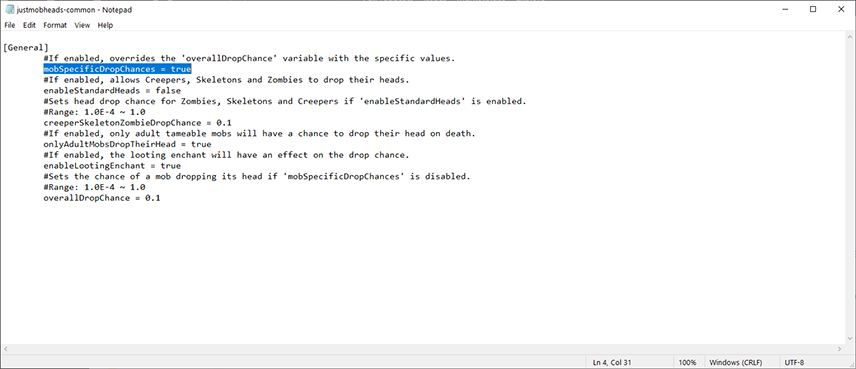 justmobheads-common - Notepad
File Edit Format View Help
[General]
#If enabled, overrides the 'overallDropChance' variable with the specific values.
mobSpecificDropChances = true
#If enabled, allows Creepers, Skeletons and Zombies to drop their heads.
enableStandardHeads = false
#Sets head drop chance for Zombies, Skeletons and Creepers if 'enableStandardHeads' is enabled.
#Range: 1.0E-4 ~ 1.0
creeperSkeletonZombieDropChance = 0.1
#If enabled, only adult tameable mobs will have a chance to drop their head on death.
onlyAdultMobsDropTheirHead = true
#If enabled, the looting enchant will have an effect on the drop chance.
enableLootingEnchant = true
#Sets the chance of a mob dropping its head if 'mobSpecificDropChances' is disabled.
#Range: 1.0E-4 ~ 1.0
overallDropChance = 0.1
Ln 4, Col 31 100% Windows (CRLF) UTF-8